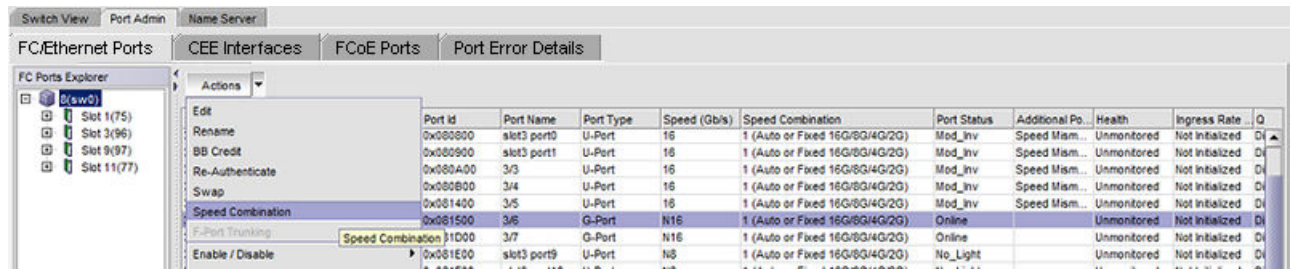 Switch View Port Admin Name Server
FC/Ethernet Ports CEE Interfaces FCoE Ports Port Error Details
FC Ports Explorer
8(sw0)
Slot 1(75)
Slot 3(96)
Slot 9(97)
Slot 11(77)
Actions
Edit
Rename
BB Credit
Re-Authenticate
Swap
Speed Combination
F-Port Trunking
Speed Combination
Enable / Disable
Port Id Port Name Port Type Speed (Gb/s) Speed Combination Port Status Additional Po... Health Ingress Rate ... Q
0x080800 slot3 port0 U-Port 16 1 (Auto or Fixed 16G/8G/4G/2G) Mod_Inv Speed Mism... Unmonitored Not Initialized Di
0x080900 slot3 port1 U-Port 16 1 (Auto or Fixed 16G/8G/4G/2G) Mod_Inv Speed Mism... Unmonitored Not Initialized Di
0x080A00 3/3 U-Port 16 1 (Auto or Fixed 16G/8G/4G/2G) Mod_Inv Speed Mism... Unmonitored Not Initialized Di
0x080B00 3/4 U-Port 16 1 (Auto or Fixed 16G/8G/4G/2G) Mod_Inv Speed Mism... Unmonitored Not Initialized Di
0x081400 3/5 U-Port 16 1 (Auto or Fixed 16G/8G/4G/2G) Mod_Inv Speed Mism... Unmonitored Not Initialized Di
0x081500 3/6 G-Port N16 1 (Auto or Fixed 16G/8G/4G/2G) Online Unmonitored Not Initialized Di
81D00 3/7 G-Port N16 1 (Auto or Fixed 16G/8G/4G/2G) Online Unmonitored Not Initialized Di
0x081E00 slot3 port9 U-Port N8 1 (Auto or Fixed 16G/8G/4G/2G) No_Light Unmonitored Not Initialized Di